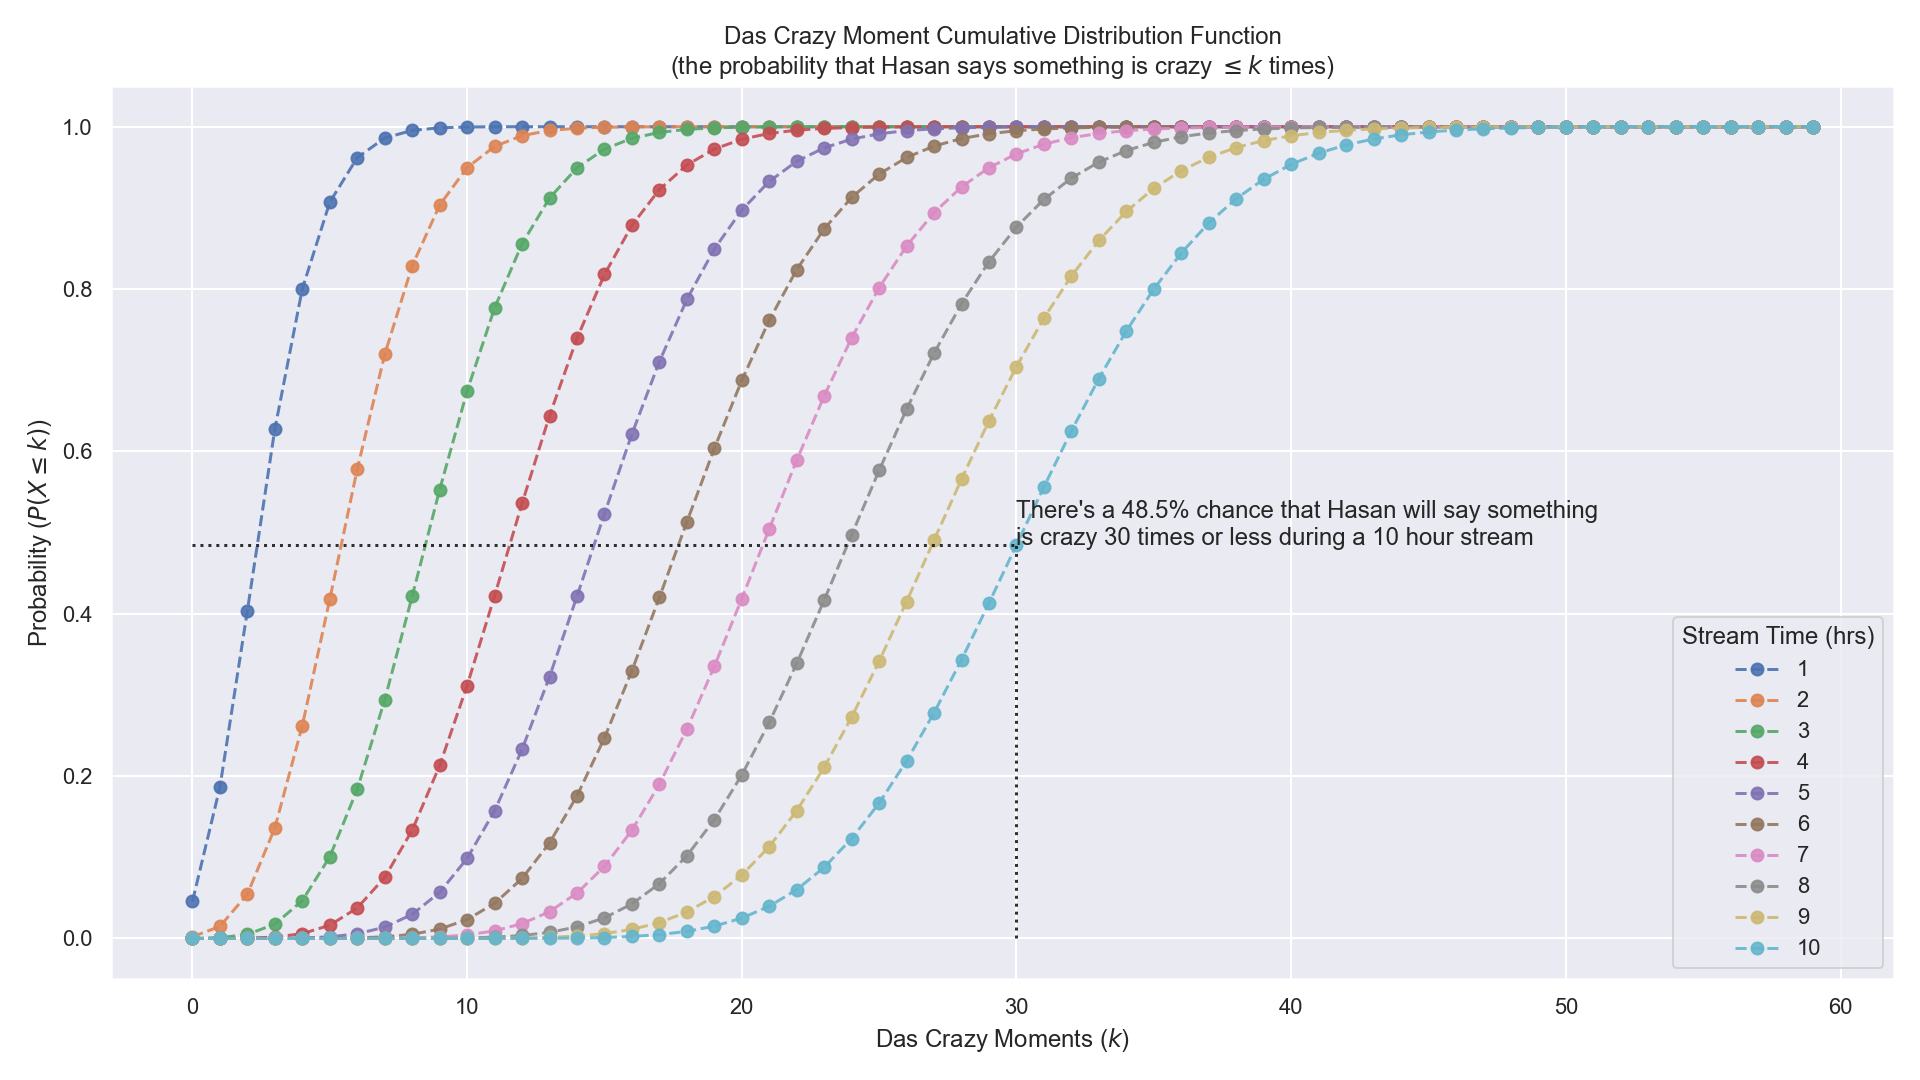 Das Crazy Moment Cumulative Distribution Function
(the probability that Hasan says something is crazy ≤ k times)
Probability (P(X ≤ k))
1.0
0.8
0.6
0.4
0.2
0.0
There's a 48.5% chance that Hasan will say something
is crazy 30 times or less during a 10 hour stream
Stream Time (hrs)
1
2
3
4
5
6
7
8
9
10
0 10 20 30 40 50 60
Das Crazy Moments (k)